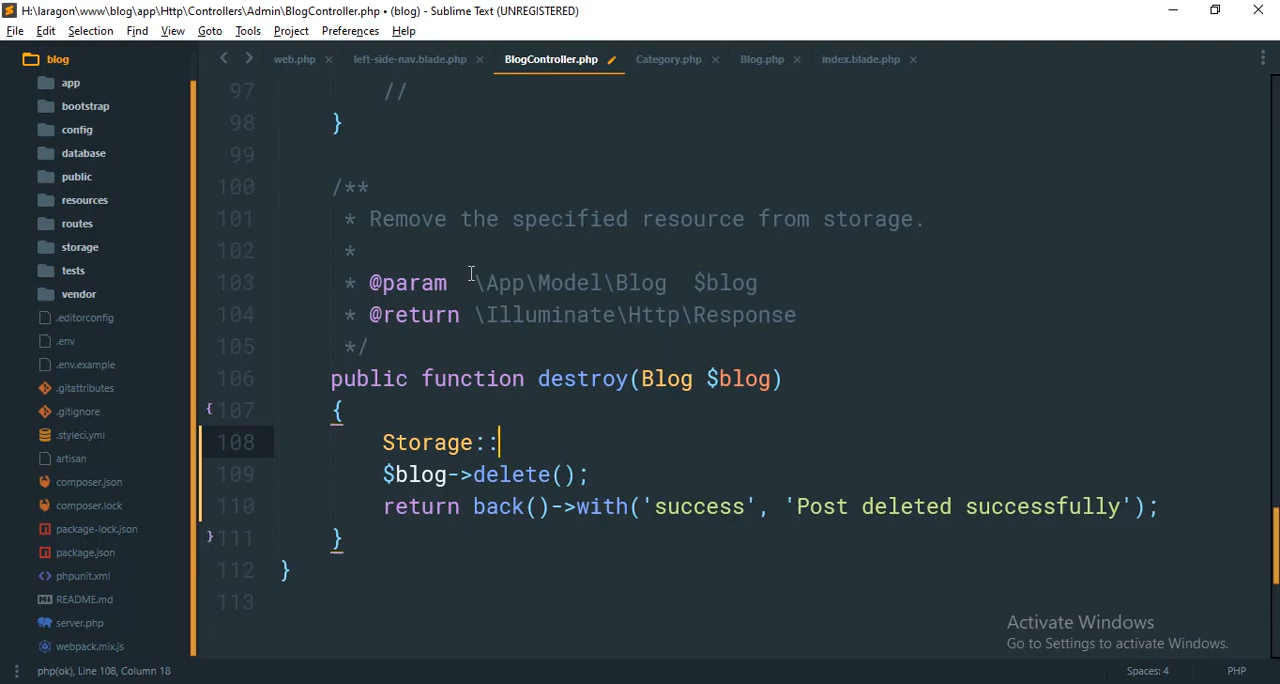 H:\laragon\www\blog\app\Http\Controllers\Admin\BlogController.php • (blog) - Sublime Text (UNREGISTERED)
File Edit Selection Find View Goto Tools Project Preferences Help
blog
app
bootstrap
config
database
public
resources
routes
storage
tests
vendor
.editorconfig
.env
.env.example
.gitattributes
.gitignore
.styleci.yml
artisan
composer.json
composer.lock
package-lock.json
package.json
phpunit.xml
README.md
server.php
webpack.mix.js
web.php × left-side-nav.blade.php × BlogController.php Category.php × Blog.php × index.blade.php ×
97 //
98 }
99
100 /**
101 * Remove the specified resource from storage.
102 *
103 * @param  \App\Model\Blog  $blog
104 * @return \Illuminate\Http\Response
105 */
106 public function destroy(Blog $blog)
{ 107 {
108 Storage::
109 $blog->delete();
110 return back()->with('success', 'Post deleted successfully');
} 111 }
112 }
113
Activate Windows
Go to Settings to activate Windows.
php(ok), Line 108, Column 18 Spaces: 4 PHP